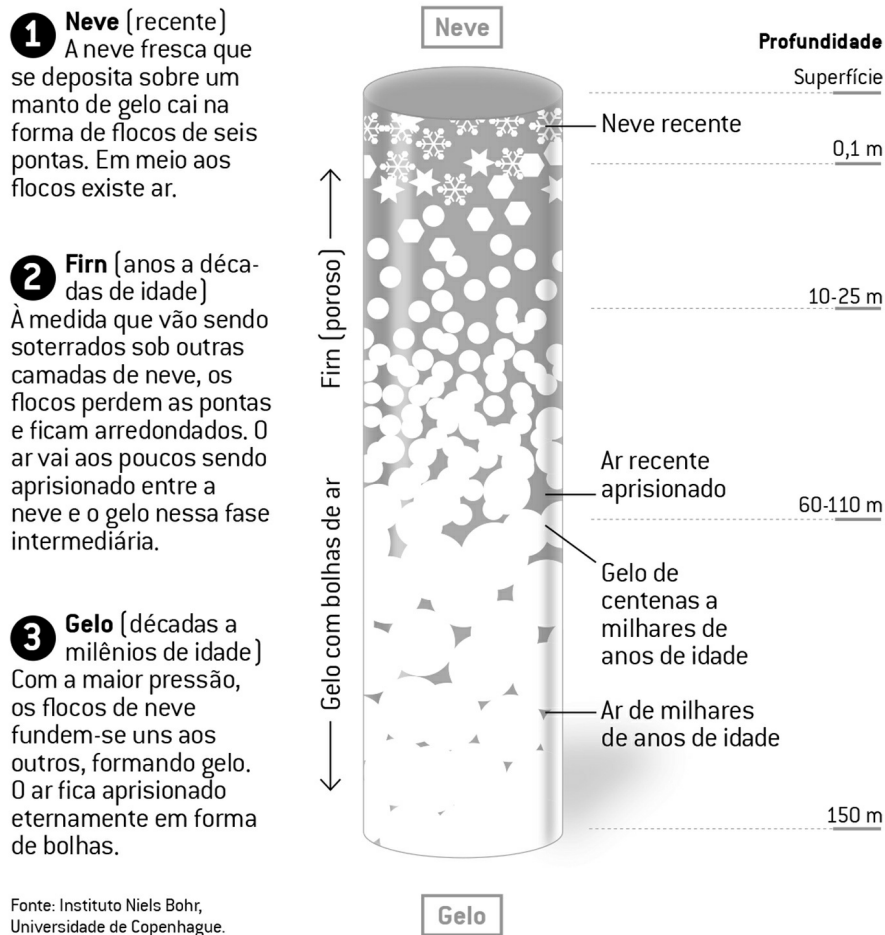 1 Neve (recente)
A neve fresca que
se deposita sobre um
manto de gelo cai na
forma de flocos de seis
pontas. Em meio aos
flocos existe ar.
2 Firn (anos a déca-
das de idade)
À medida que vão sendo
soterrados sob outras
camadas de neve, os
flocos perdem as pontas
e ficam arredondados. O
ar vai aos poucos sendo
aprisionado entre a
neve e o gelo nessa fase
intermediária.
3 Gelo (décadas a
milênios de idade)
Com a maior pressão,
os flocos de neve
fundem-se uns aos
outros, formando gelo.
O ar fica aprisionado
eternamente em forma
de bolhas.
Fonte: Instituto Niels Bohr,
Universidade de Copenhague.
Neve
Firn (poroso)
Gelo com bolhas de ar
Gelo
Neve recente
Ar recente
aprisionado
Gelo de
centenas a
milhares de
anos de idade
Ar de milhares
de anos de idade
Profundidade
Superfície
0,1 m
10-25 m
60-110 m
150 m